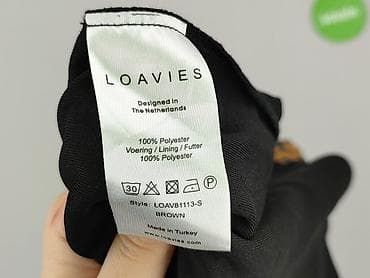 LOAVIES
Designed in
The Netherlands
100% Polyester
Voering / Lining / Futter
100% Polyester
30 P
Style: LOAV81113-S
BROWN
Made in Turkey
www.loavies.com